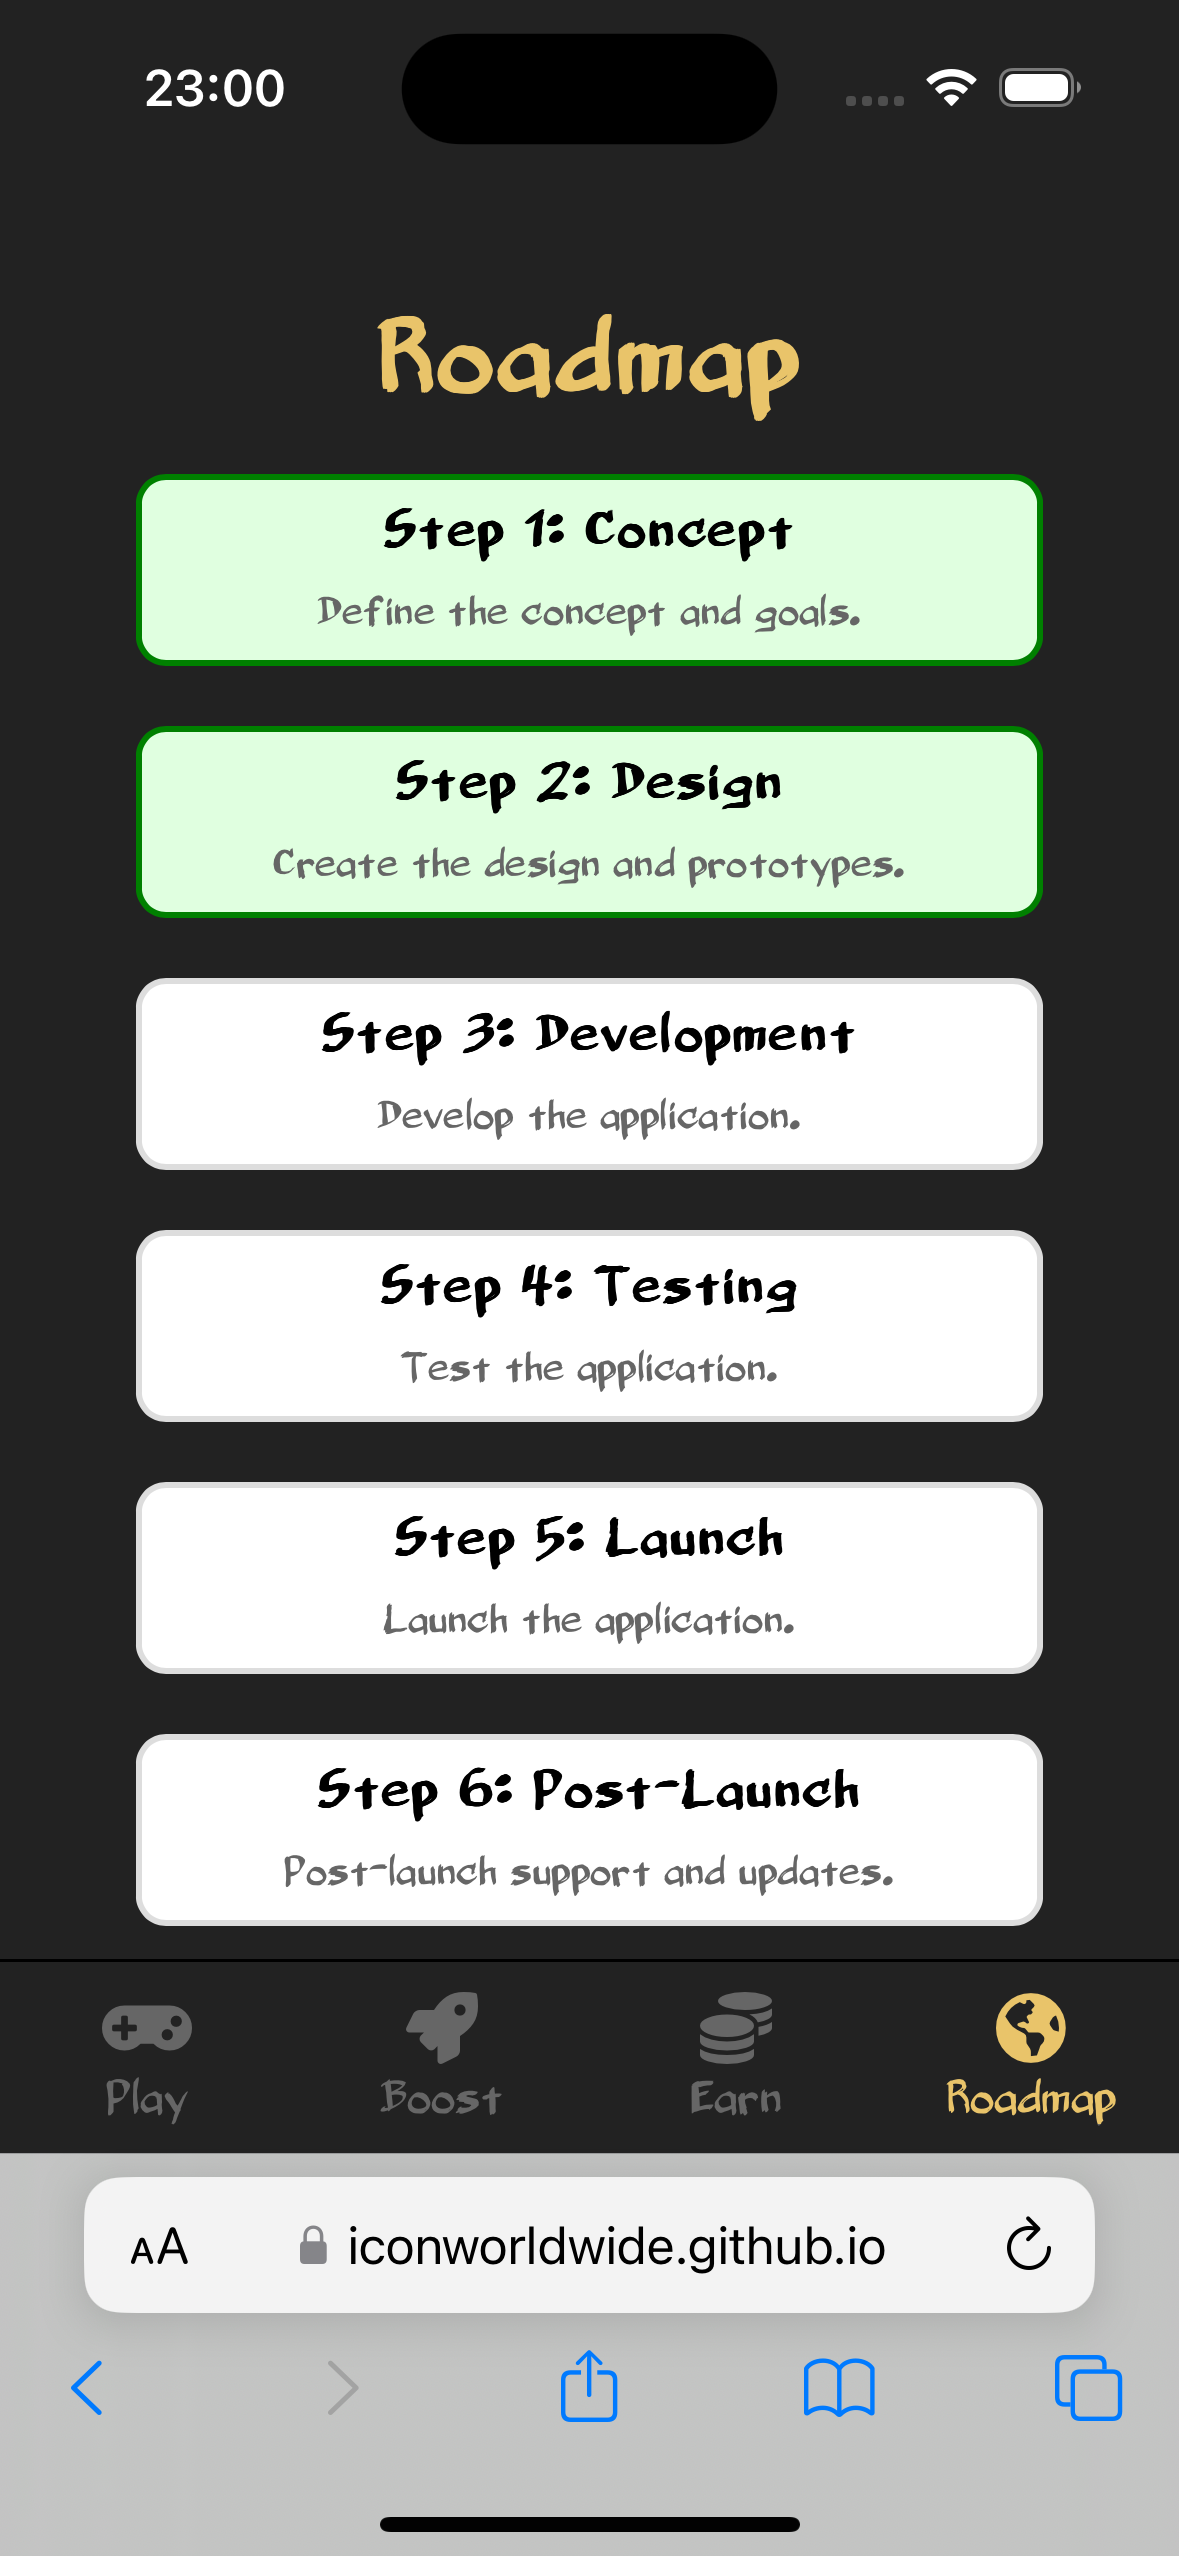 23:00
Roadmap
Step 1: Concept
Define the concept and goals.
Step 2: Design
Create the design and prototypes.
Step 3: Development
Develop the application.
Step 4: Testing
Test the application.
Step 5: Launch
Launch the application.
Step 6: Post-Launch
Post-launch support and updates.
Play Boost Earn Roadmap
AA iconworldwide.github.io